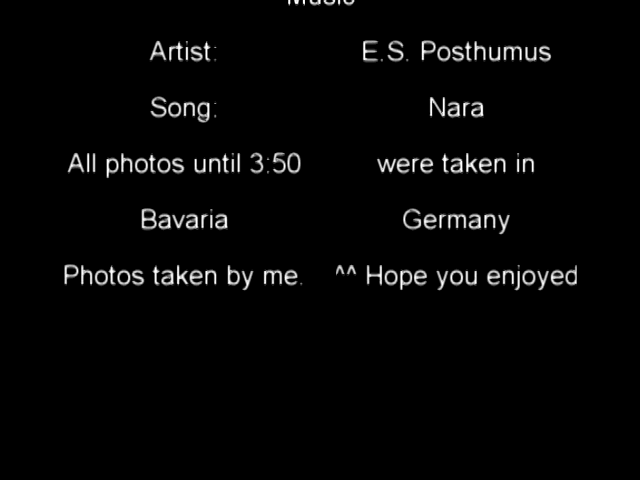 Music
Artist: E.S. Posthumus
Song: Nara
All photos until 3:50 were taken in
Bavaria Germany
Photos taken by me. ^^ Hope you enjoyed